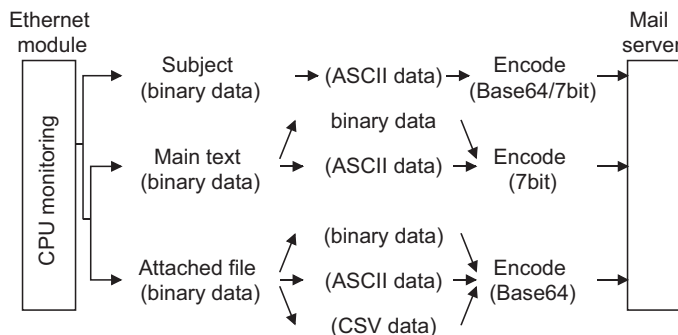 Ethernet
module
Mail
server
CPU monitoring
Subject
(binary data)
(ASCII data)
Encode
(Base64/7bit)
binary data
Main text
(binary data)
(ASCII data)
Encode
(7bit)
(binary data)
Attached file
(binary data)
(ASCII data)
Encode
(Base64)
(CSV data)